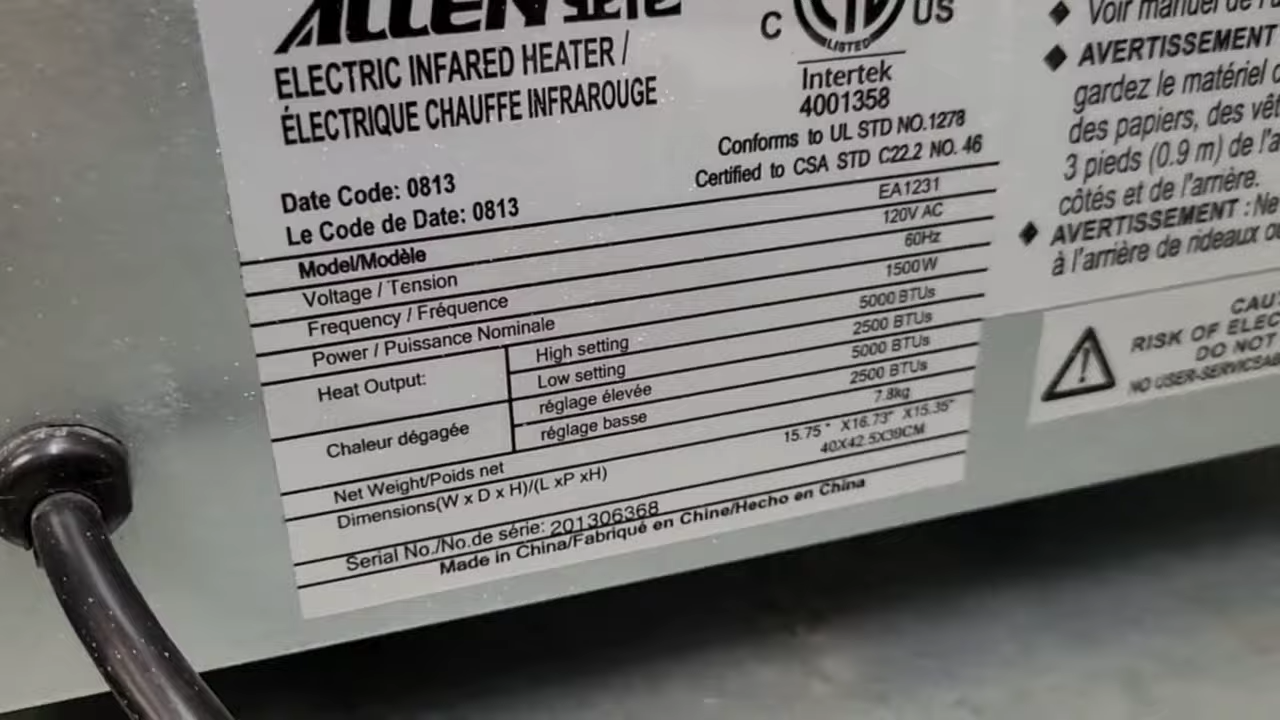 ELECTRIC INFARED HEATER /
ÉLECTRIQUE CHAUFFE INFRAROUGE
Date Code: 0813
Le Code de Date: 0813
C
US
LISTED
Intertek
4001358
Conforms to UL STD NO.1278
Certified to CSA STD C22.2 NO. 46
Model/Modèle EA1231
Voltage / Tension 120V AC
Frequency / Fréquence 60Hz
Power / Puissance Nominale 1500W
Heat Output: High setting 5000 BTUs
Low setting 2500 BTUs
Chaleur dégagée réglage élevée 5000 BTUs
réglage basse 2500 BTUs
Net Weight/Poids net 7.8kg
Dimensions(W x D x H)/(L xP xH) 15.75" X16.73" X15.35"
40X42.5X39CM
Serial No./No.de série: 201306368
Made in China/Fabriqué en Chine/Hecho en China
Voir manuel de
AVERTISSEMENT
gardez le matériel
des papiers, des
3 pieds (0.9 m) de
côtés et de l'arrière.
AVERTISSEMENT : Ne
à l'arrière de rideaux
RISK OF
DO NOT